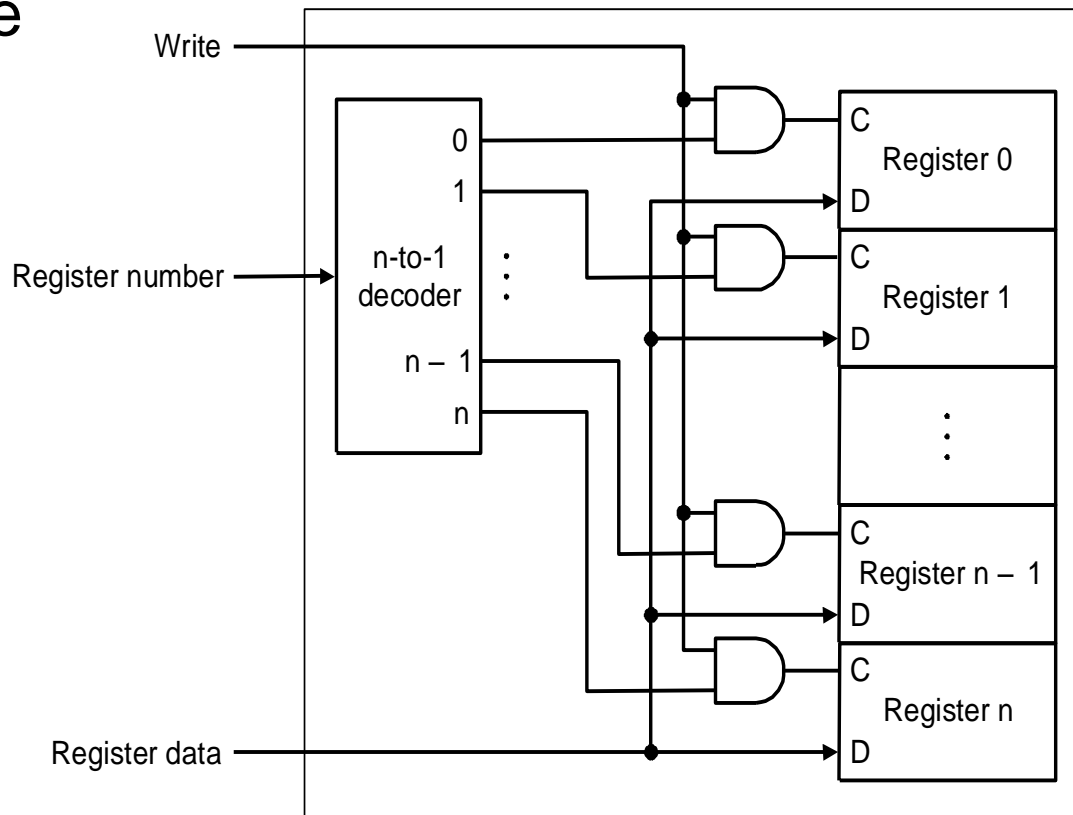 e
Write
0
C
Register 0
1
D
n-to-1
decoder
C
Register number
Register 1
D
n – 1
n
C
Register n – 1
D
C
Register n
Register data
D